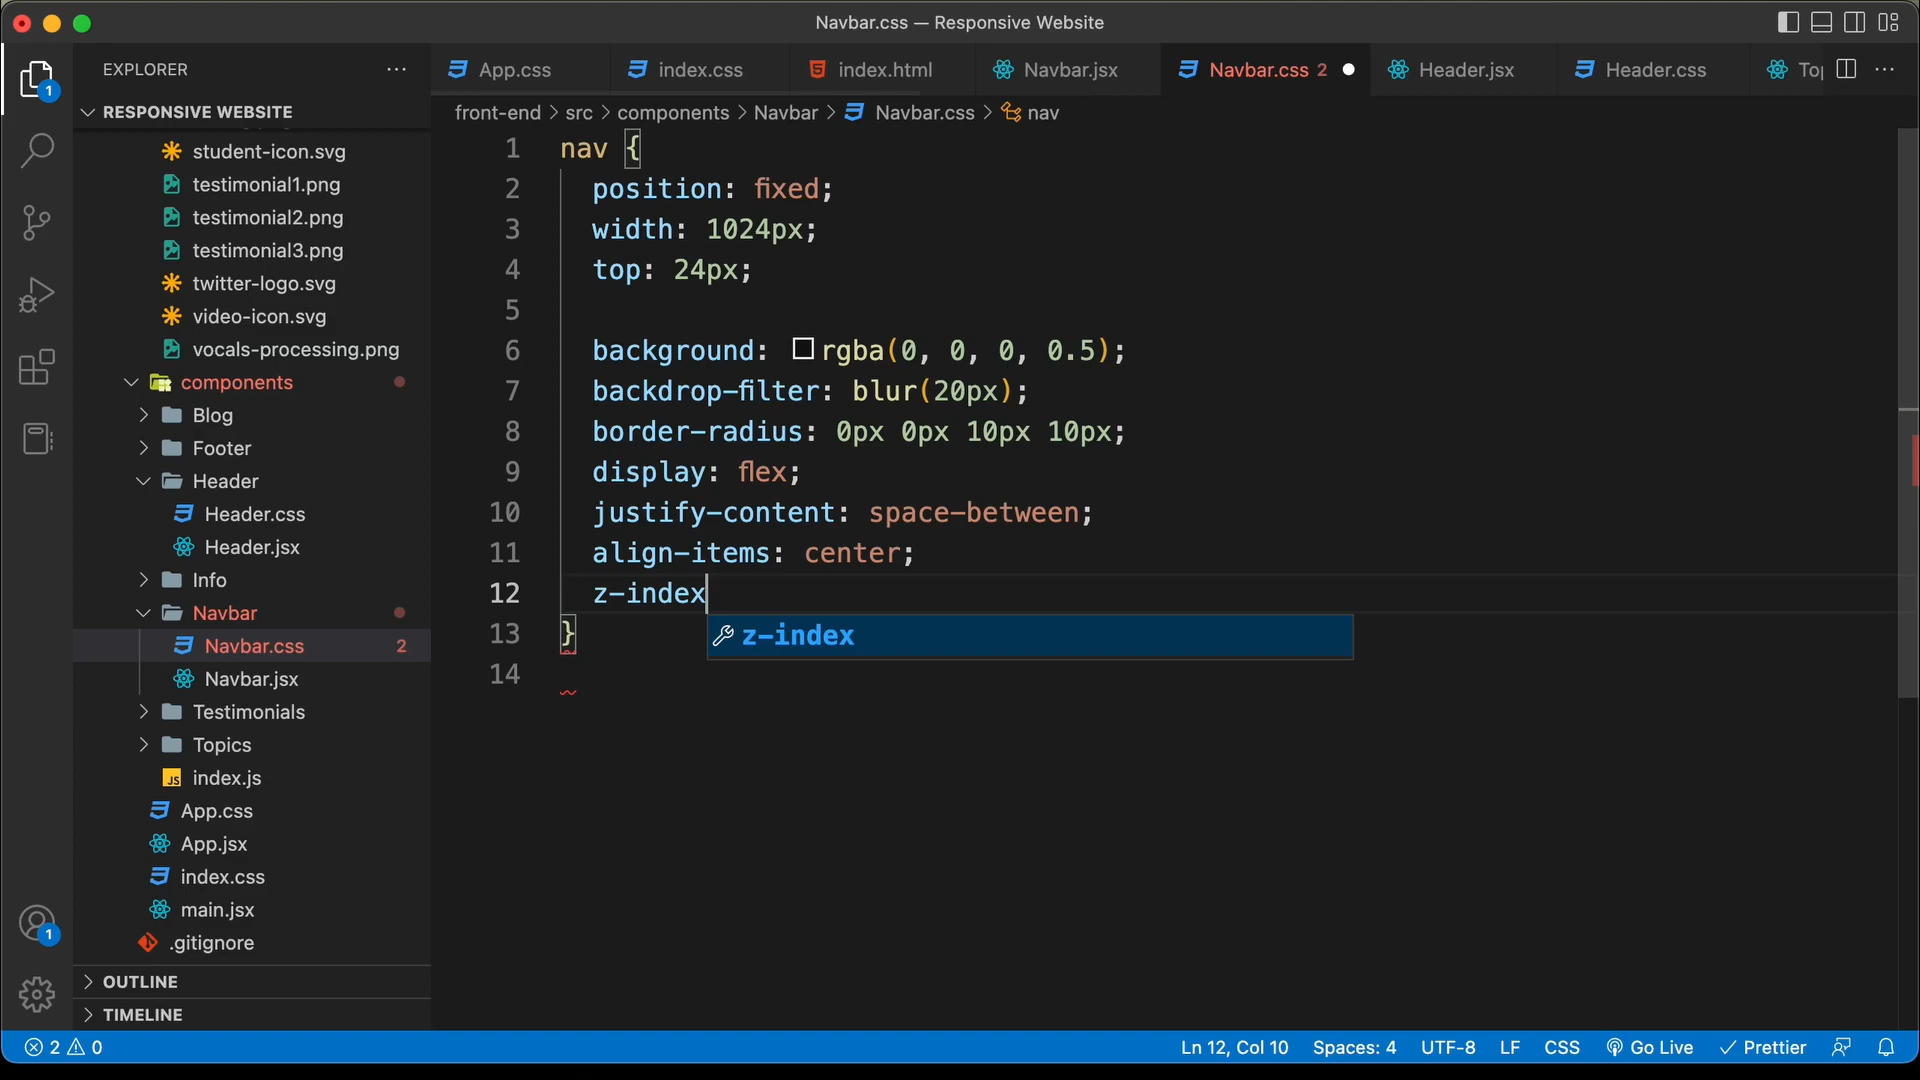 Navbar.css — Responsive Website
EXPLORER
App.css
index.css
index.html
Navbar.jsx
Navbar.css 2
Header.jsx
Header.css
1
RESPONSIVE WEBSITE
front-end > src > components > Navbar > Navbar.css > nav
student-icon.svg
testimonial1.png
testimonial2.png
testimonial3.png
twitter-logo.svg
video-icon.svg
vocals-processing.png
components
Blog
Footer
Header
Header.css
Header.jsx
Info
Navbar
Navbar.css 2
Navbar.jsx
Testimonials
Topics
JS index.js
App.css
App.jsx
index.css
main.jsx
.gitignore
OUTLINE
TIMELINE
1
1 nav {
2 position: fixed;
3 width: 1024px;
4 top: 24px;
5
6 background: rgba(0, 0, 0, 0.5);
7 backdrop-filter: blur(20px);
8 border-radius: 0px 0px 10px 10px;
9 display: flex;
10 justify-content: space-between;
11 align-items: center;
12 z-index
13 }
z-index
14
2 0
Ln 12, Col 10
Spaces: 4
UTF-8
LF
CSS
Go Live
Prettier